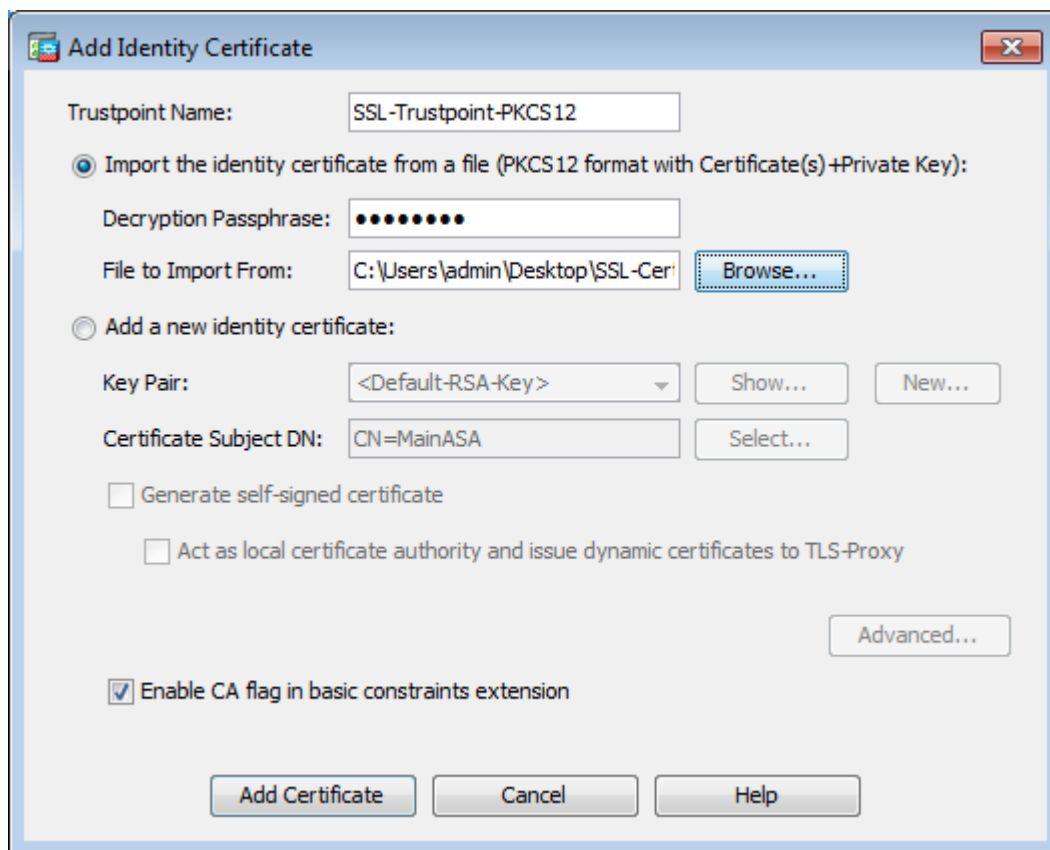 Add Identity Certificate
Trustpoint Name: SSL-Trustpoint-PKCS12
Import the identity certificate from a file (PKCS12 format with Certificate(s)+Private Key):
Decryption Passphrase: ●●●●●●●●
File to Import From: C:\Users\admin\Desktop\SSL-Cer Browse...
Add a new identity certificate:
Key Pair: <Default-RSA-Key> Show... New...
Certificate Subject DN: CN=MainASA Select...
Generate self-signed certificate
Act as local certificate authority and issue dynamic certificates to TLS-Proxy
Advanced...
Enable CA flag in basic constraints extension
Add Certificate Cancel Help